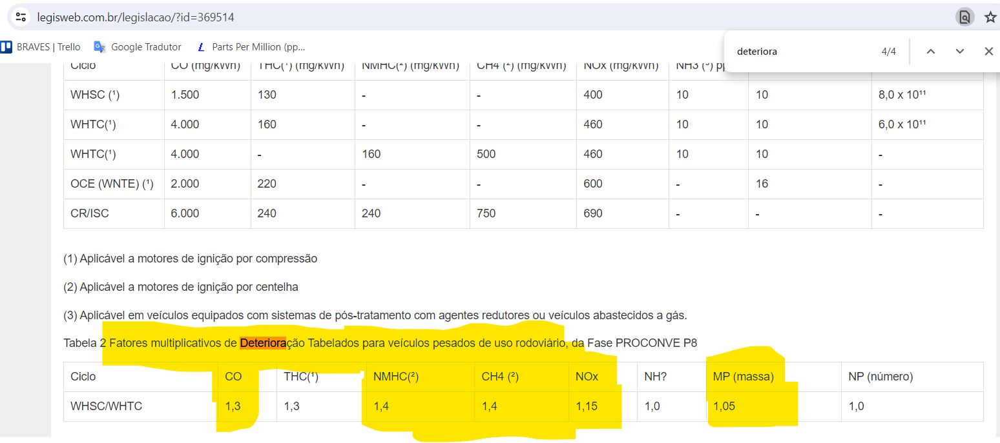 legisweb.com.br/legislacao/?id=369514
BRAVES | Trello Google Tradutor Parts Per Million (pp...
deteriora 4/4
Ciclo CO (mg/kWh) THC(¹) (mg/kWh) NMHC(²) (mg/kWh) CH4 (²) (mg/kWh) NOx (mg/kWh) NH3 (³)
WHSC (¹) 1.500 130 - - 400 10 10 8,0 x 10¹¹
WHTC(¹) 4.000 160 - - 460 10 10 6,0 x 10¹¹
WHTC(¹) 4.000 - 160 500 460 10 10 -
OCE (WNTE) (¹) 2.000 220 - - 600 - 16 -
CR/ISC 6.000 240 240 750 690 - - -
(1) Aplicável a motores de ignição por compressão
(2) Aplicável a motores de ignição por centelha
(3) Aplicável em veículos equipados com sistemas de pós-tratamento com agentes redutores ou veículos abastecidos a gás.
Tabela 2 Fatores multiplicativos de Deterioração Tabelados para veículos pesados de uso rodoviário, da Fase PROCONVE P8
Ciclo CO THC(¹) NMHC(²) CH4 (²) NOx NH? MP (massa) NP (número)
WHSC/WHTC 1,3 1,3 1,4 1,4 1,15 1,0 1,05 1,0